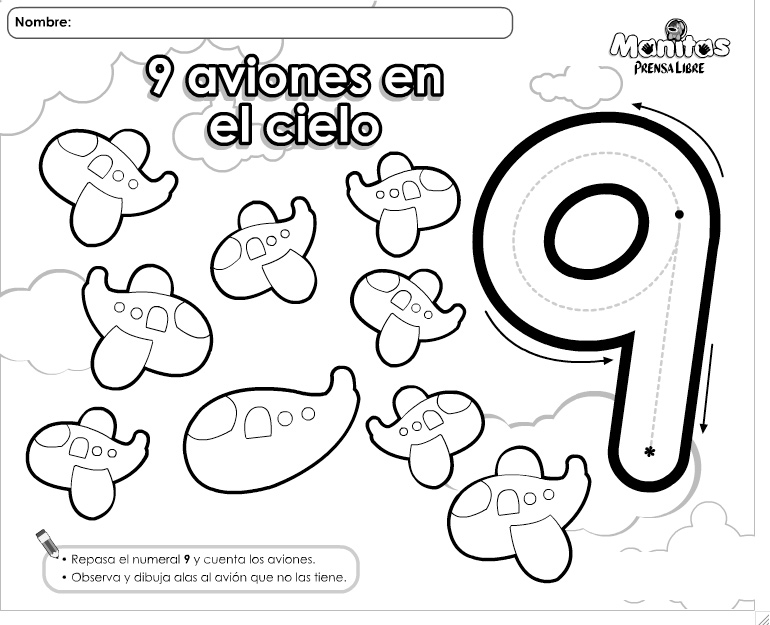 Nombre:
Manitas
PRENSA LIBRE
9 aviones en
el cielo
9
• Repasa el numeral 9 y cuenta los aviones.
• Observa y dibuja alas al avión que no las tiene.